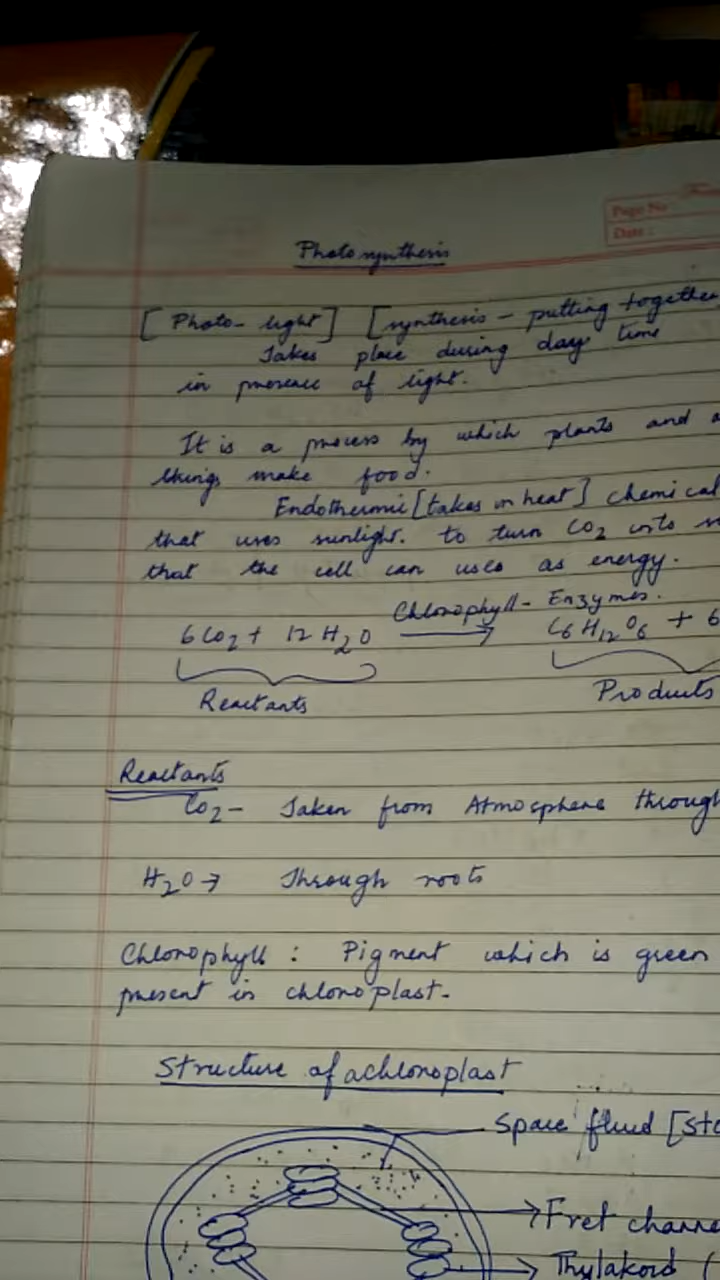 Page No
Date :
Photosynthesis
[Photo - light] [synthesis - putting together
Takes place during day time
in presence of light.
It is a process by which plants and
things make food.
Endothermic [takes in heat] chemical
that uses sunlight. to turn CO2 into
that the cell can uses as energy.
Chlorophyll - Enzymes.
6CO2 + 12H2O → C6H12O6 + 6
Reactants Products
Reactants
CO2 - Taken from Atmosphere through
H2O → Through roots
Chlorophyll : Pigment which is green
present in chloroplast.
Structure of a chloroplast
Space fluid [Sto
Fret channe
Thylakoid (